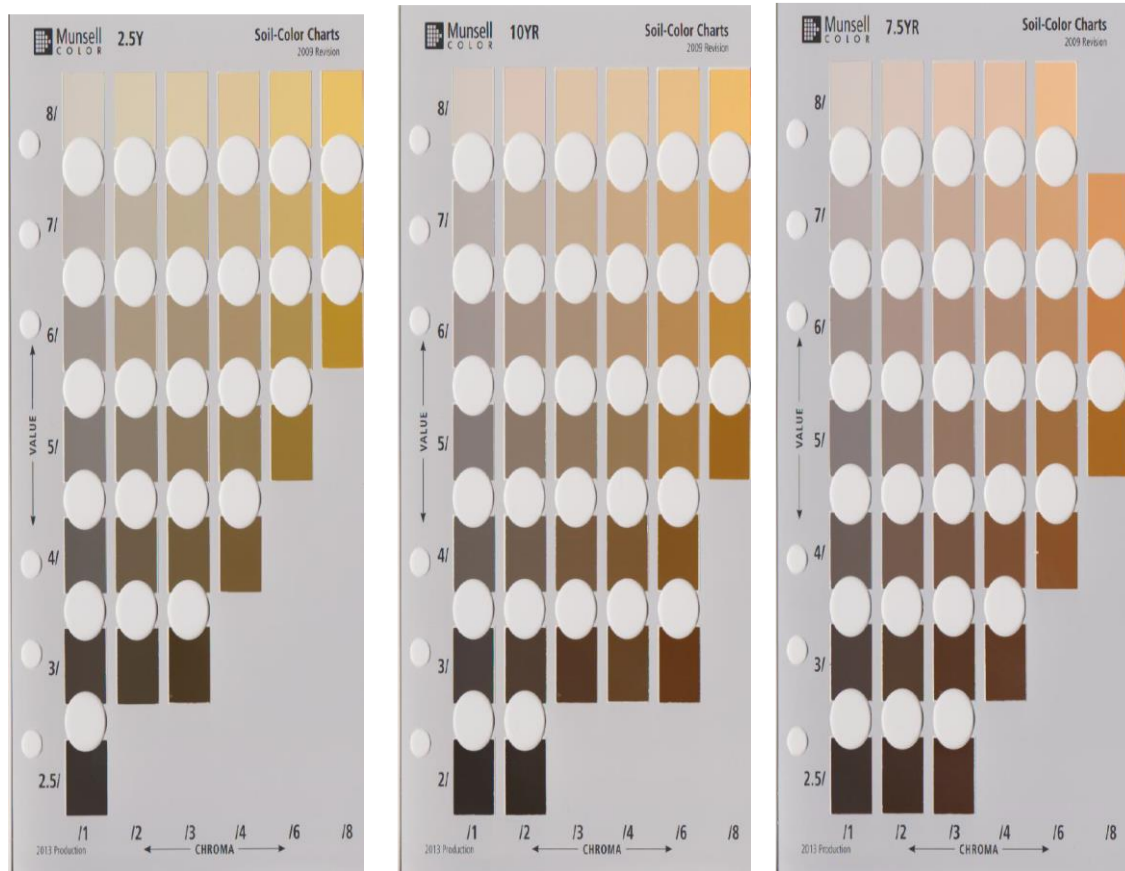 Munsell
COLOR
2.5Y
Soil-Color Charts
2009 Revision
8/
7/
6/
5/
4/
3/
2.5/
VALUE
/1 /2 /3 /4 /6 /8
2013 Production
CHROMA
Munsell
COLOR
10YR
Soil-Color Charts
2009 Revision
8/
7/
6/
5/
4/
3/
2/
VALUE
/1 /2 /3 /4 /6 /8
2013 Production
CHROMA
Munsell
COLOR
7.5YR
Soil-Color Charts
2009 Revision
8/
7/
6/
5/
4/
3/
2.5/
VALUE
/1 /2 /3 /4 /6 /8
2013 Production
CHROMA